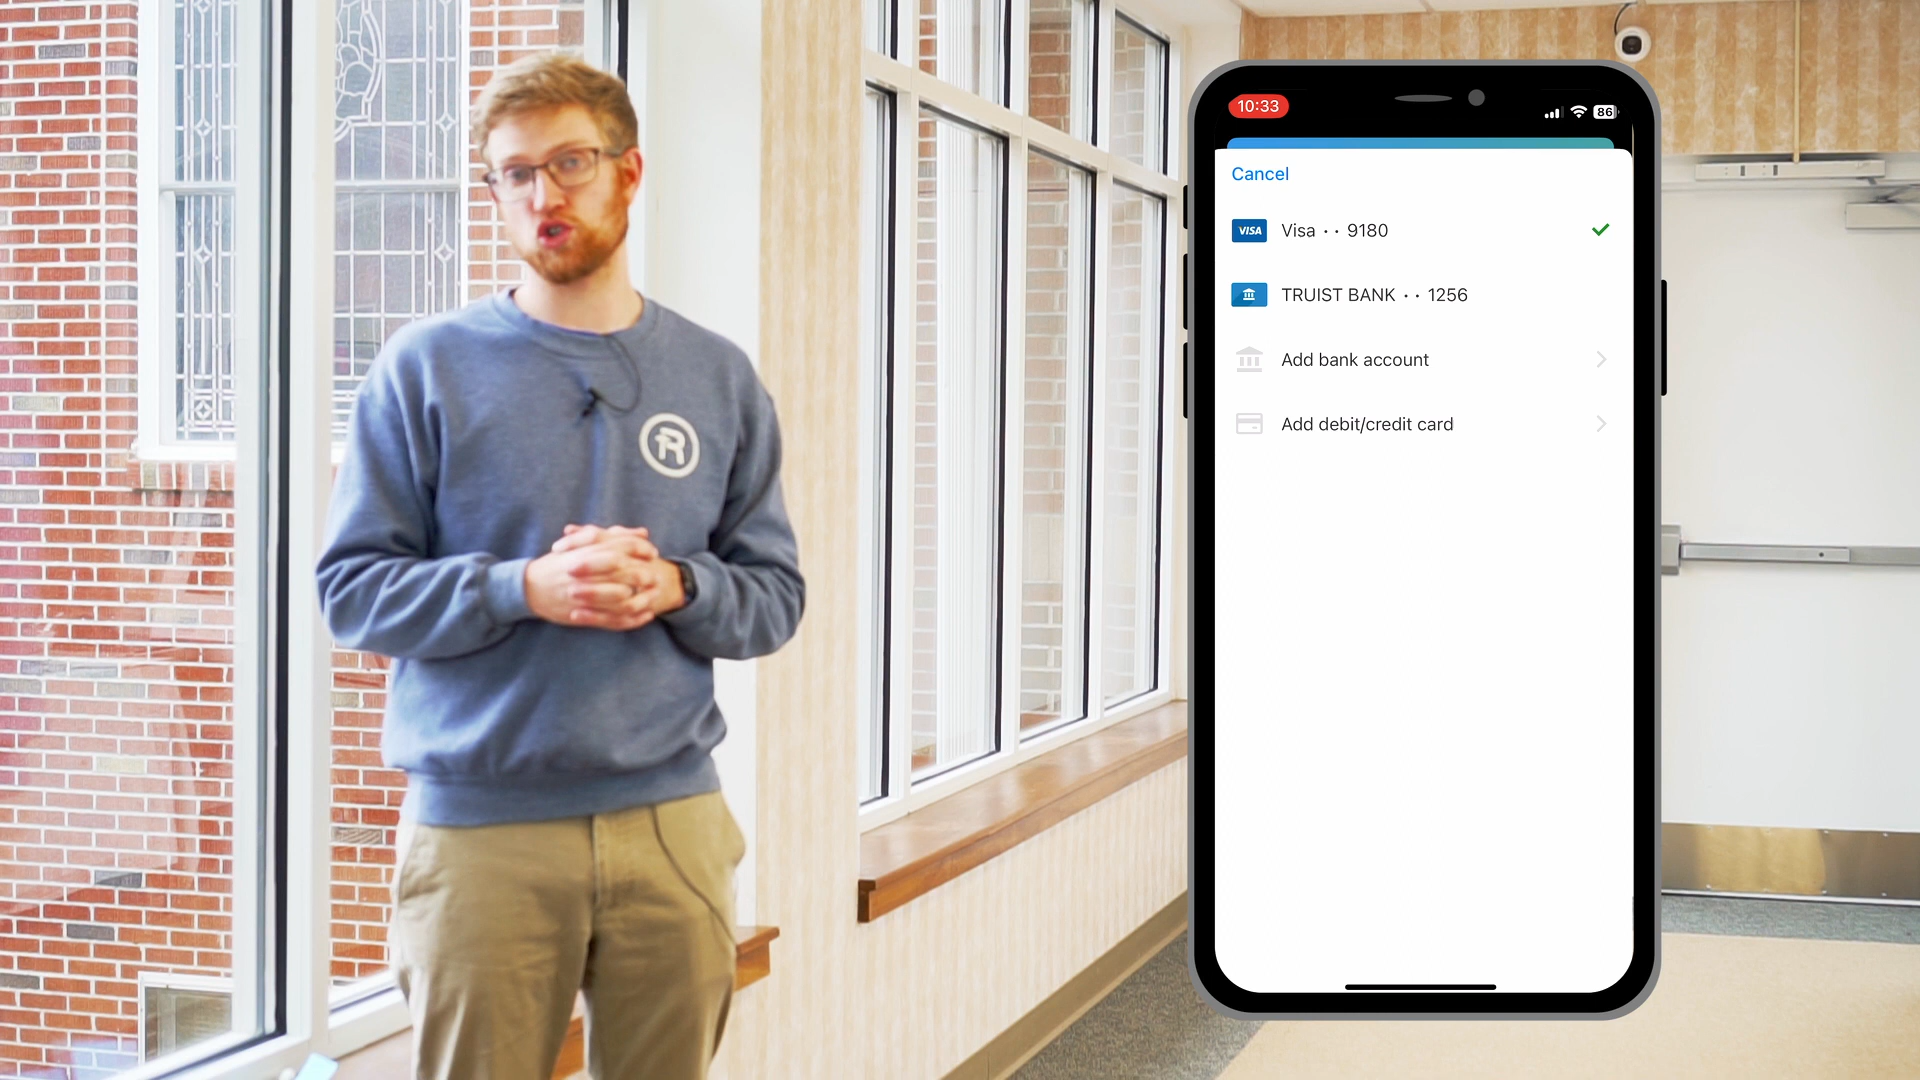 10:33
86
Cancel
VISA Visa •• 9180
TRUIST BANK •• 1256
Add bank account
Add debit/credit card
R